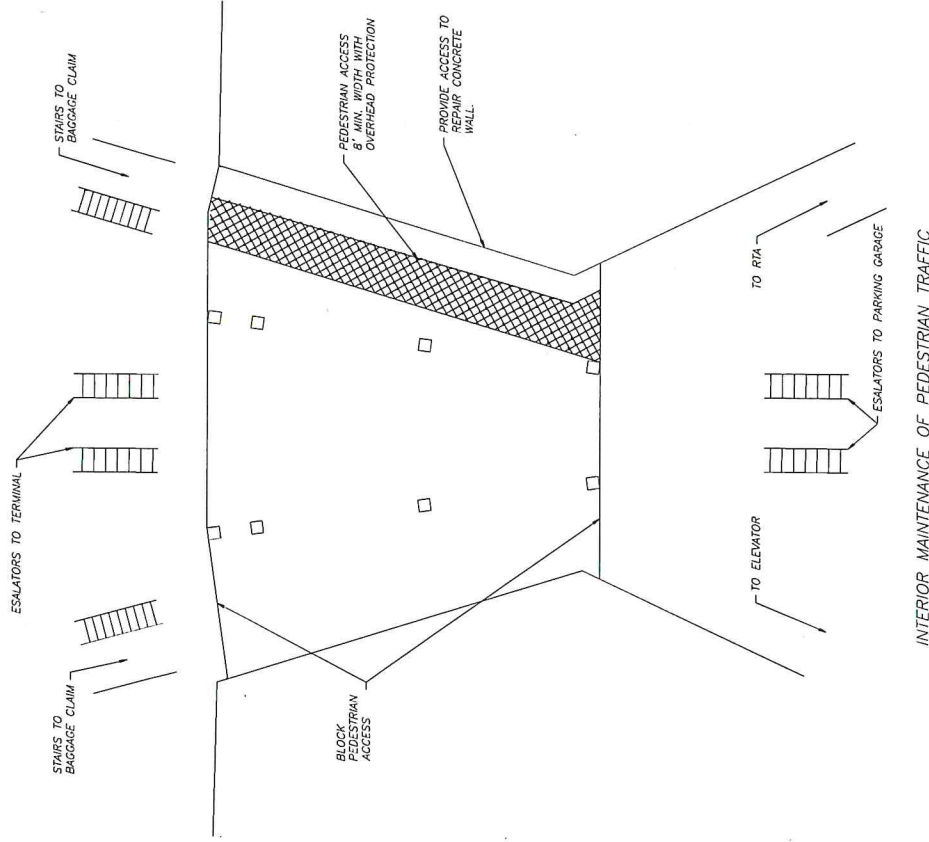 STAIRS TO
BAGGAGE CLAIM
ESALATORS TO TERMINAL
STAIRS TO
BAGGAGE CLAIM
PEDESTRIAN ACCESS
8' MIN. WIDTH WITH
OVERHEAD PROTECTION
PROVIDE ACCESS TO
REPAIR CONCRETE
WALL.
BLOCK
PEDESTRIAN
ACCESS
TO ELEVATOR
TO RTA
ESALATORS TO PARKING GARAGE
INTERIOR MAINTENANCE OF PEDESTRIAN TRAFFIC